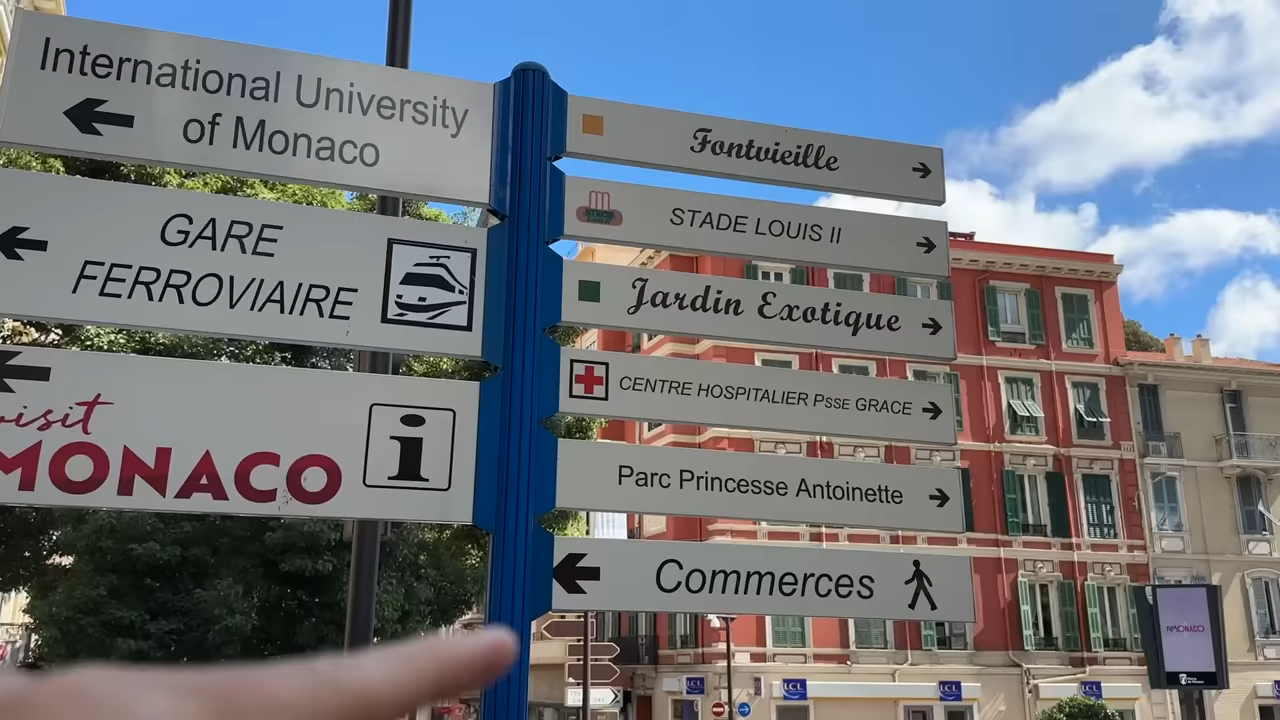 International University
of Monaco
GARE
FERROVIAIRE
visit
MONACO
i
Fontvieille
STADE LOUIS II
Jardin Exotique
CENTRE HOSPITALIER PSSE GRACE
Parc Princesse Antoinette
Commerces
LCL
LCL
LCL
LCL
MONACO